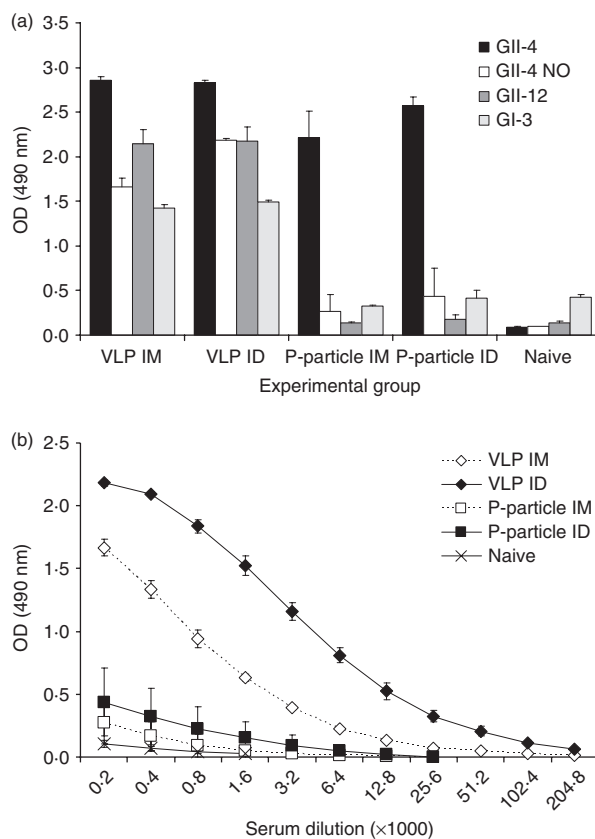 (a)
3·5
3·0
2·5
2·0
1·5
1·0
0·5
0·0
OD (490 nm)
GII-4
GII-4 NO
GII-12
GI-3
VLP IM VLP ID P-particle IM P-particle ID Naive
Experimental group
(b)
2·5
2·0
1·5
1·0
0·5
0·0
OD (490 nm)
VLP IM
VLP ID
P-particle IM
P-particle ID
Naive
0·2 0·4 0·8 1·6 3·2 6·4 12·8 25·6 51·2 102·4 204·8
Serum dilution (×1000)